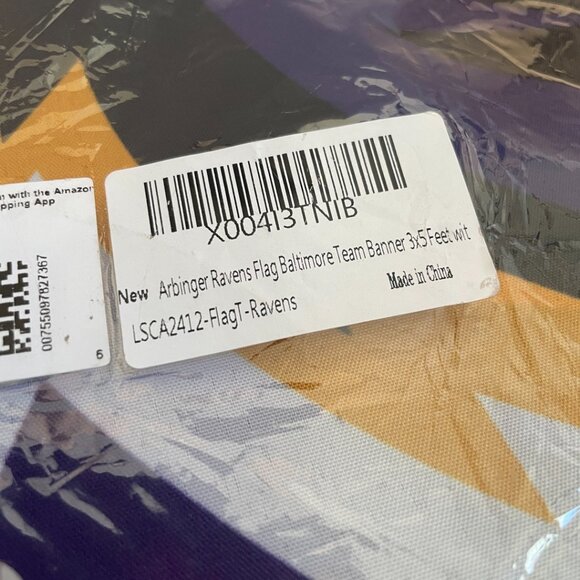 n with the Amazon
pping App
00755097827367
6
X004I3TNIB
New Arbinger Ravens Flag Baltimore Team Banner 3x5 Feet wit
LSCA2412-FlagT-Ravens
Made in China